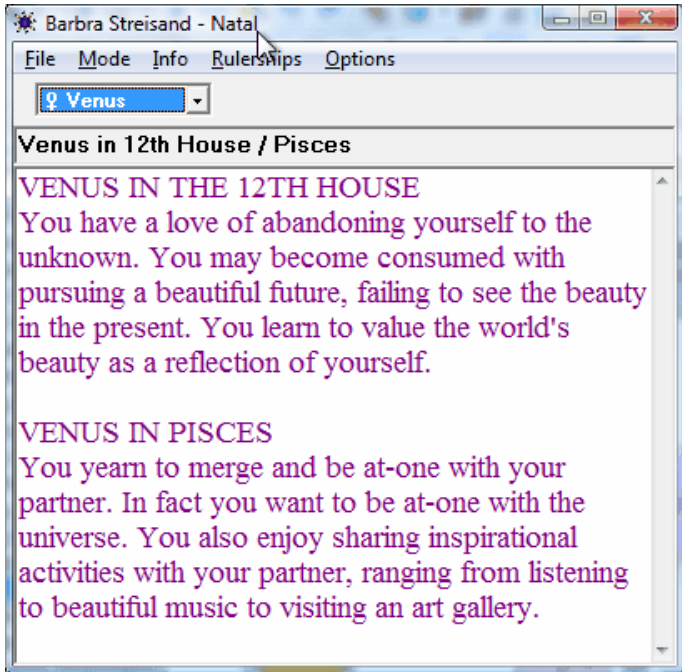 Barbra Streisand - Natal
File Mode Info Rulerships Options
♀ Venus
Venus in 12th House / Pisces
VENUS IN THE 12TH HOUSE
You have a love of abandoning yourself to the
unknown. You may become consumed with
pursuing a beautiful future, failing to see the beauty
in the present. You learn to value the world's
beauty as a reflection of yourself.
VENUS IN PISCES
You yearn to merge and be at-one with your
partner. In fact you want to be at-one with the
universe. You also enjoy sharing inspirational
activities with your partner, ranging from listening
to beautiful music to visiting an art gallery.